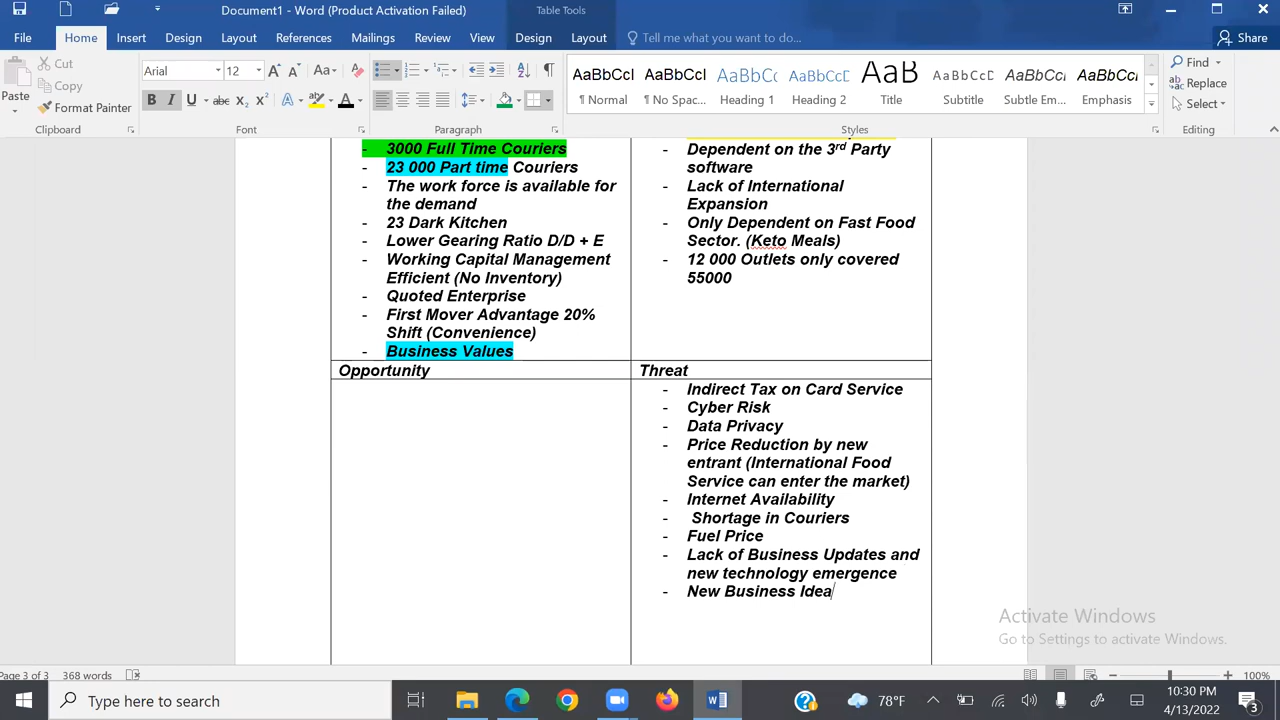 Document1 - Word (Product Activation Failed)
Table Tools
File
Home
Insert
Design
Layout
References
Mailings
Review
View
Design
Layout
Tell me what you want to do...
Share
Paste
Cut
Copy
Format Painter
Clipboard
Arial
12
Font
Paragraph
AaBbCcI
¶ Normal
AaBbCcI
¶ No Spac...
AaBbCc
Heading 1
AaBbCcD
Heading 2
AaB
Title
AaBbCcD
Subtitle
AaBbCcD
Subtle Em...
AaBbCcD
Emphasis
Styles
Find
Replace
Select
Editing
- 3000 Full Time Couriers
- 23 000 Part time Couriers
- The work force is available for
the demand
- 23 Dark Kitchen
- Lower Gearing Ratio D/D + E
- Working Capital Management
Efficient (No Inventory)
- Quoted Enterprise
- First Mover Advantage 20%
Shift (Convenience)
- Business Values
- Dependent on the 3rd Party
software
- Lack of International
Expansion
- Only Dependent on Fast Food
Sector. (Keto Meals)
- 12 000 Outlets only covered
55000
Opportunity
Threat
- Indirect Tax on Card Service
- Cyber Risk
- Data Privacy
- Price Reduction by new
entrant (International Food
Service can enter the market)
- Internet Availability
- Shortage in Couriers
- Fuel Price
- Lack of Business Updates and
new technology emergence
- New Business Idea
Activate Windows
Go to Settings to activate Windows.
Page 3 of 3
368 words
100%
Type here to search
78°F
10:30 PM
4/13/2022
3